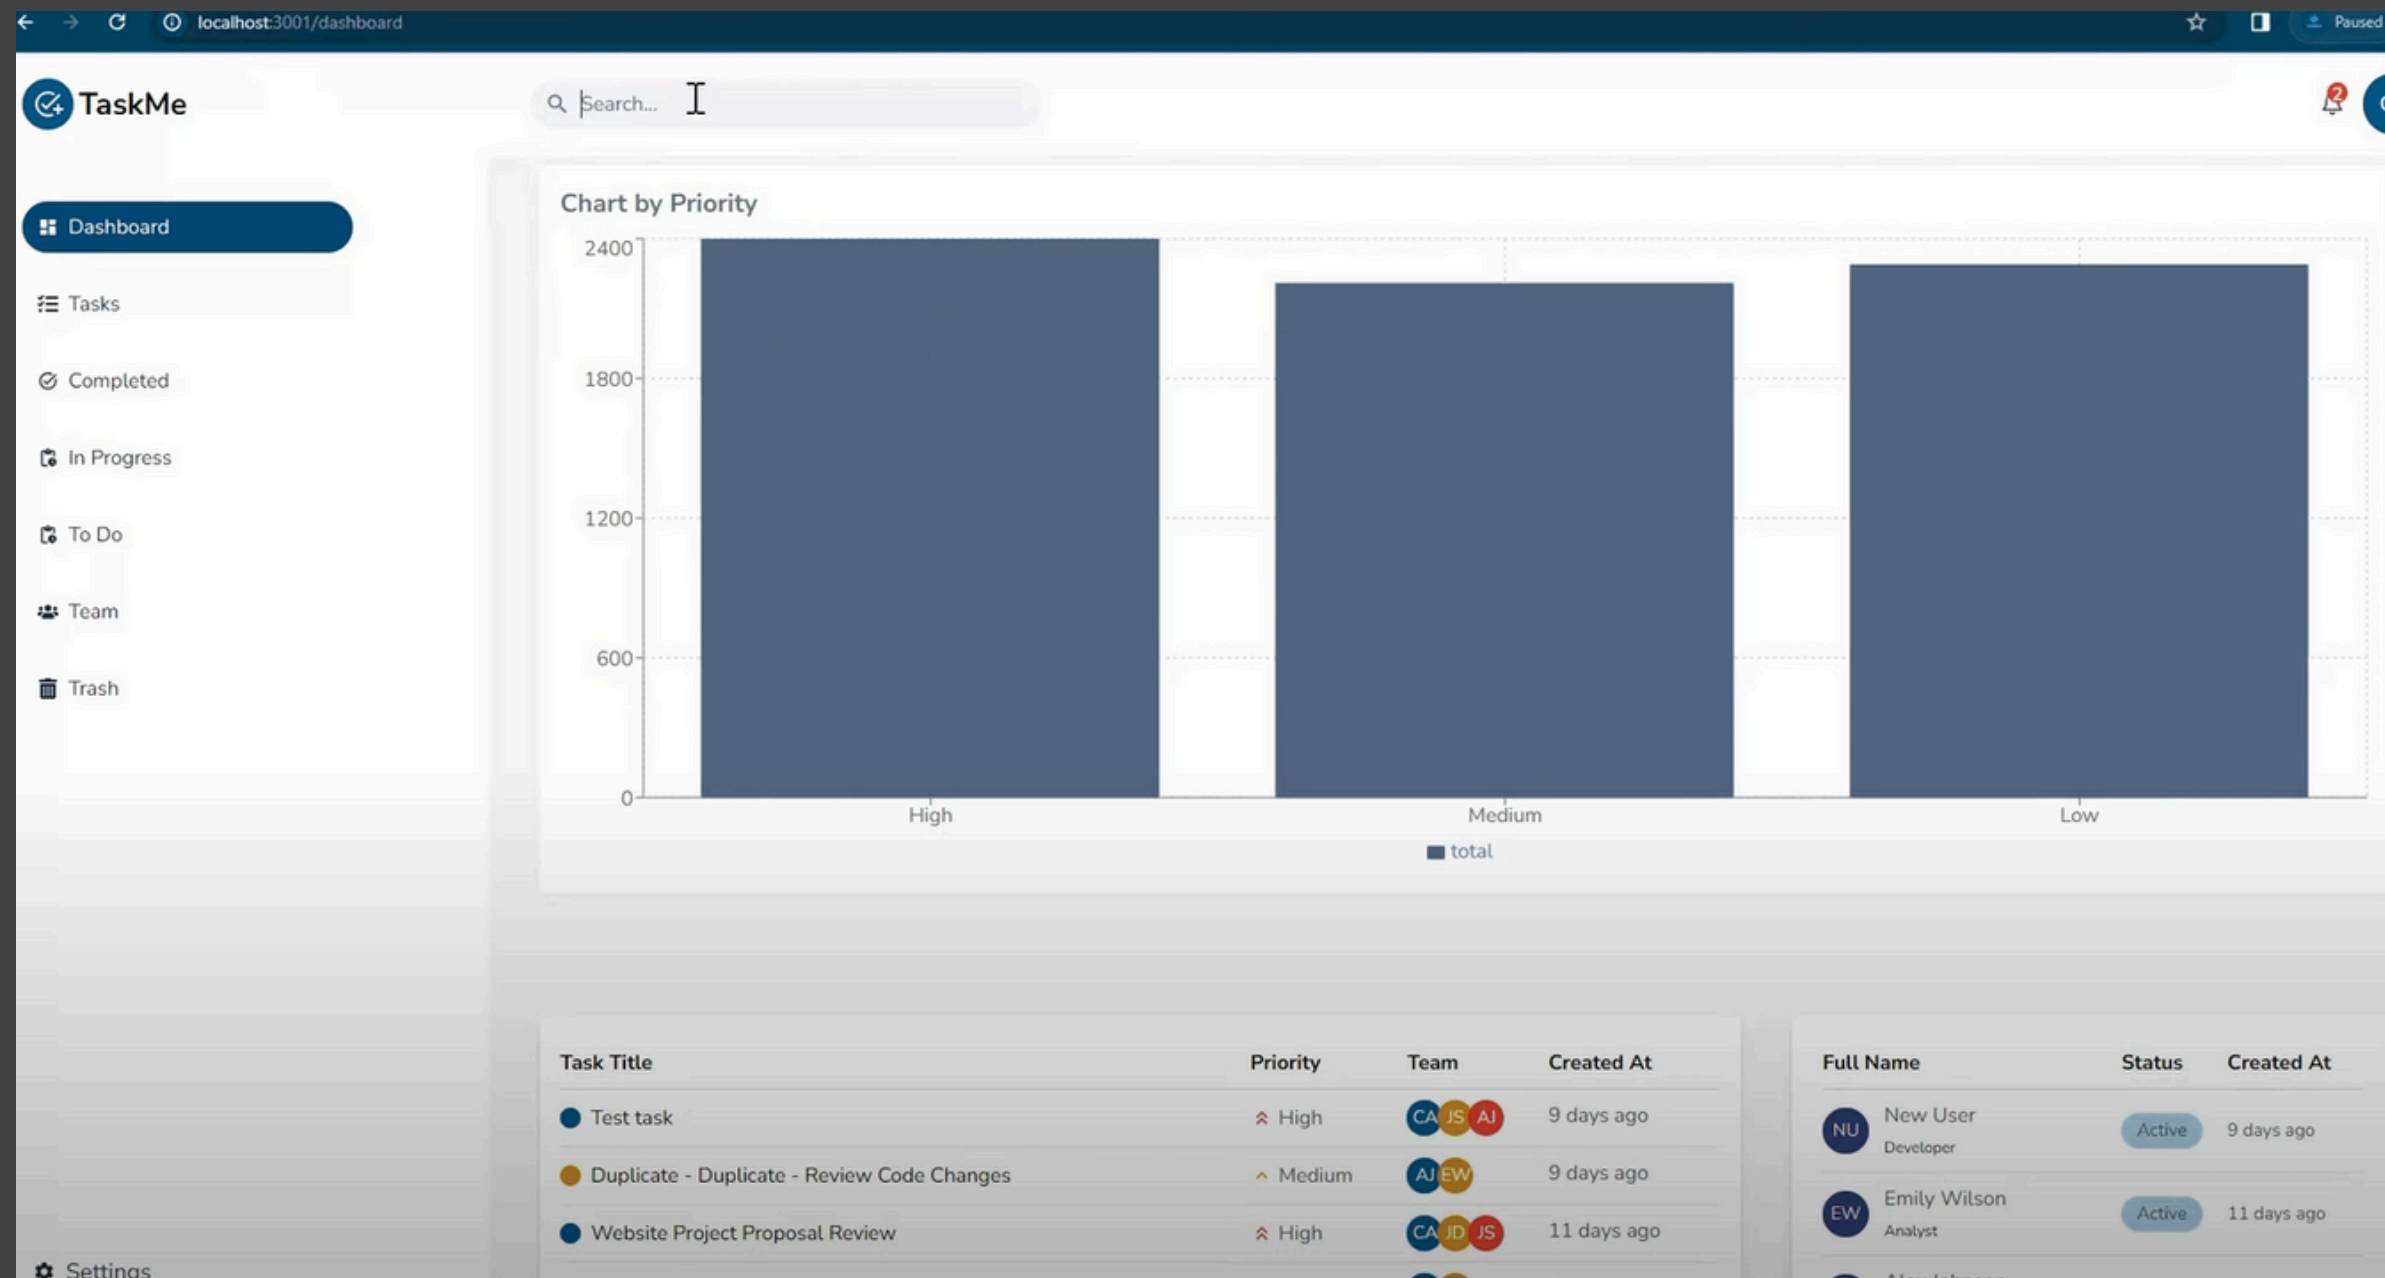 localhost:3001/dashboard
Paused
TaskMe
Search...
2
Dashboard
Tasks
Completed
In Progress
To Do
Team
Trash
Settings
Chart by Priority
2400
1800
1200
600
0
High Medium Low
total
Task Title Priority Team Created At
Test task High CA JS AJ 9 days ago
Duplicate - Duplicate - Review Code Changes Medium AJ EW 9 days ago
Website Project Proposal Review High CA JD JS 11 days ago
Full Name Status Created At
NU New User Active 9 days ago
Developer
EW Emily Wilson Active 11 days ago
Analyst